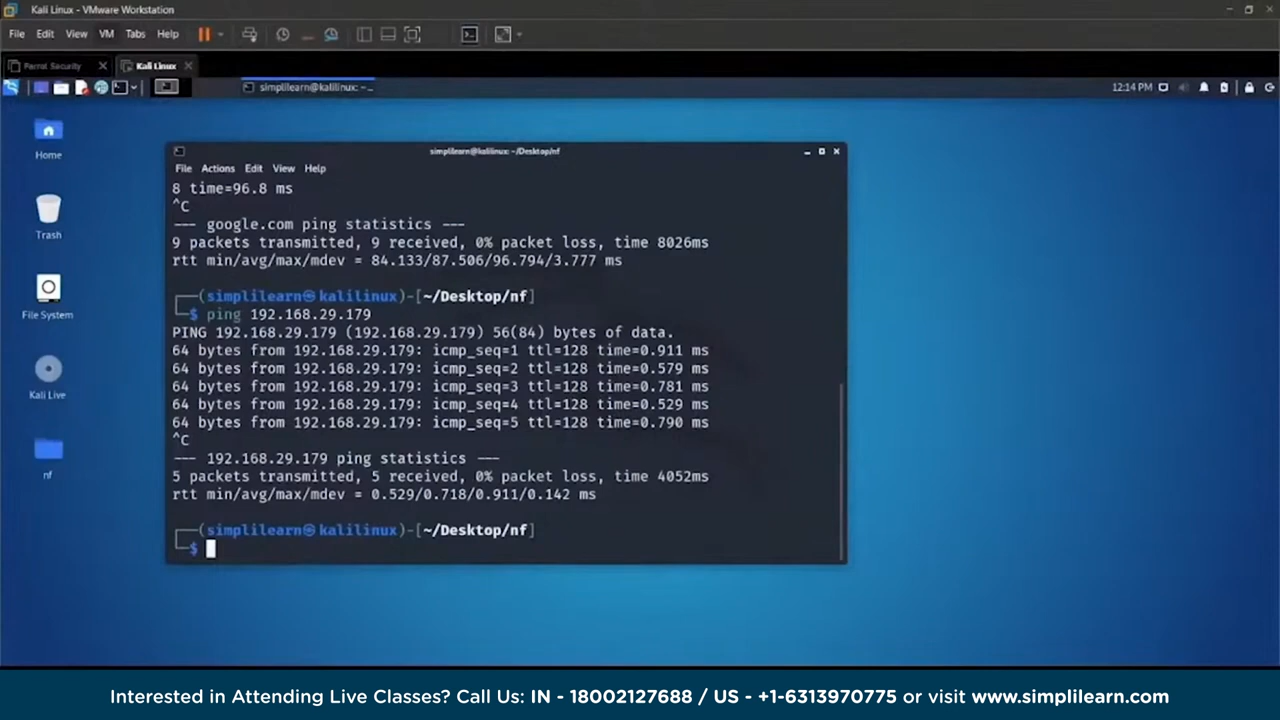 Kali Linux - VMware Workstation
File Edit View VM Tabs Help
Parrot Security Kali Linux
simplilearn@kalilinux: ~... 12:14 PM
Home
Trash
File System
Kali Live
nf
simplilearn@kalilinux: ~/Desktop/nf
File Actions Edit View Help
8 time=96.8 ms
^C
--- google.com ping statistics ---
9 packets transmitted, 9 received, 0% packet loss, time 8026ms
rtt min/avg/max/mdev = 84.133/87.506/96.794/3.777 ms
┌──(simplilearn㉿kalilinux)-[~/Desktop/nf]
└─$ ping 192.168.29.179
PING 192.168.29.179 (192.168.29.179) 56(84) bytes of data.
64 bytes from 192.168.29.179: icmp_seq=1 ttl=128 time=0.911 ms
64 bytes from 192.168.29.179: icmp_seq=2 ttl=128 time=0.579 ms
64 bytes from 192.168.29.179: icmp_seq=3 ttl=128 time=0.781 ms
64 bytes from 192.168.29.179: icmp_seq=4 ttl=128 time=0.529 ms
64 bytes from 192.168.29.179: icmp_seq=5 ttl=128 time=0.790 ms
^C
--- 192.168.29.179 ping statistics ---
5 packets transmitted, 5 received, 0% packet loss, time 4052ms
rtt min/avg/max/mdev = 0.529/0.718/0.911/0.142 ms
┌──(simplilearn㉿kalilinux)-[~/Desktop/nf]
└─$
Interested in Attending Live Classes? Call Us: IN - 18002127688 / US - +1-6313970775 or visit www.simplilearn.com